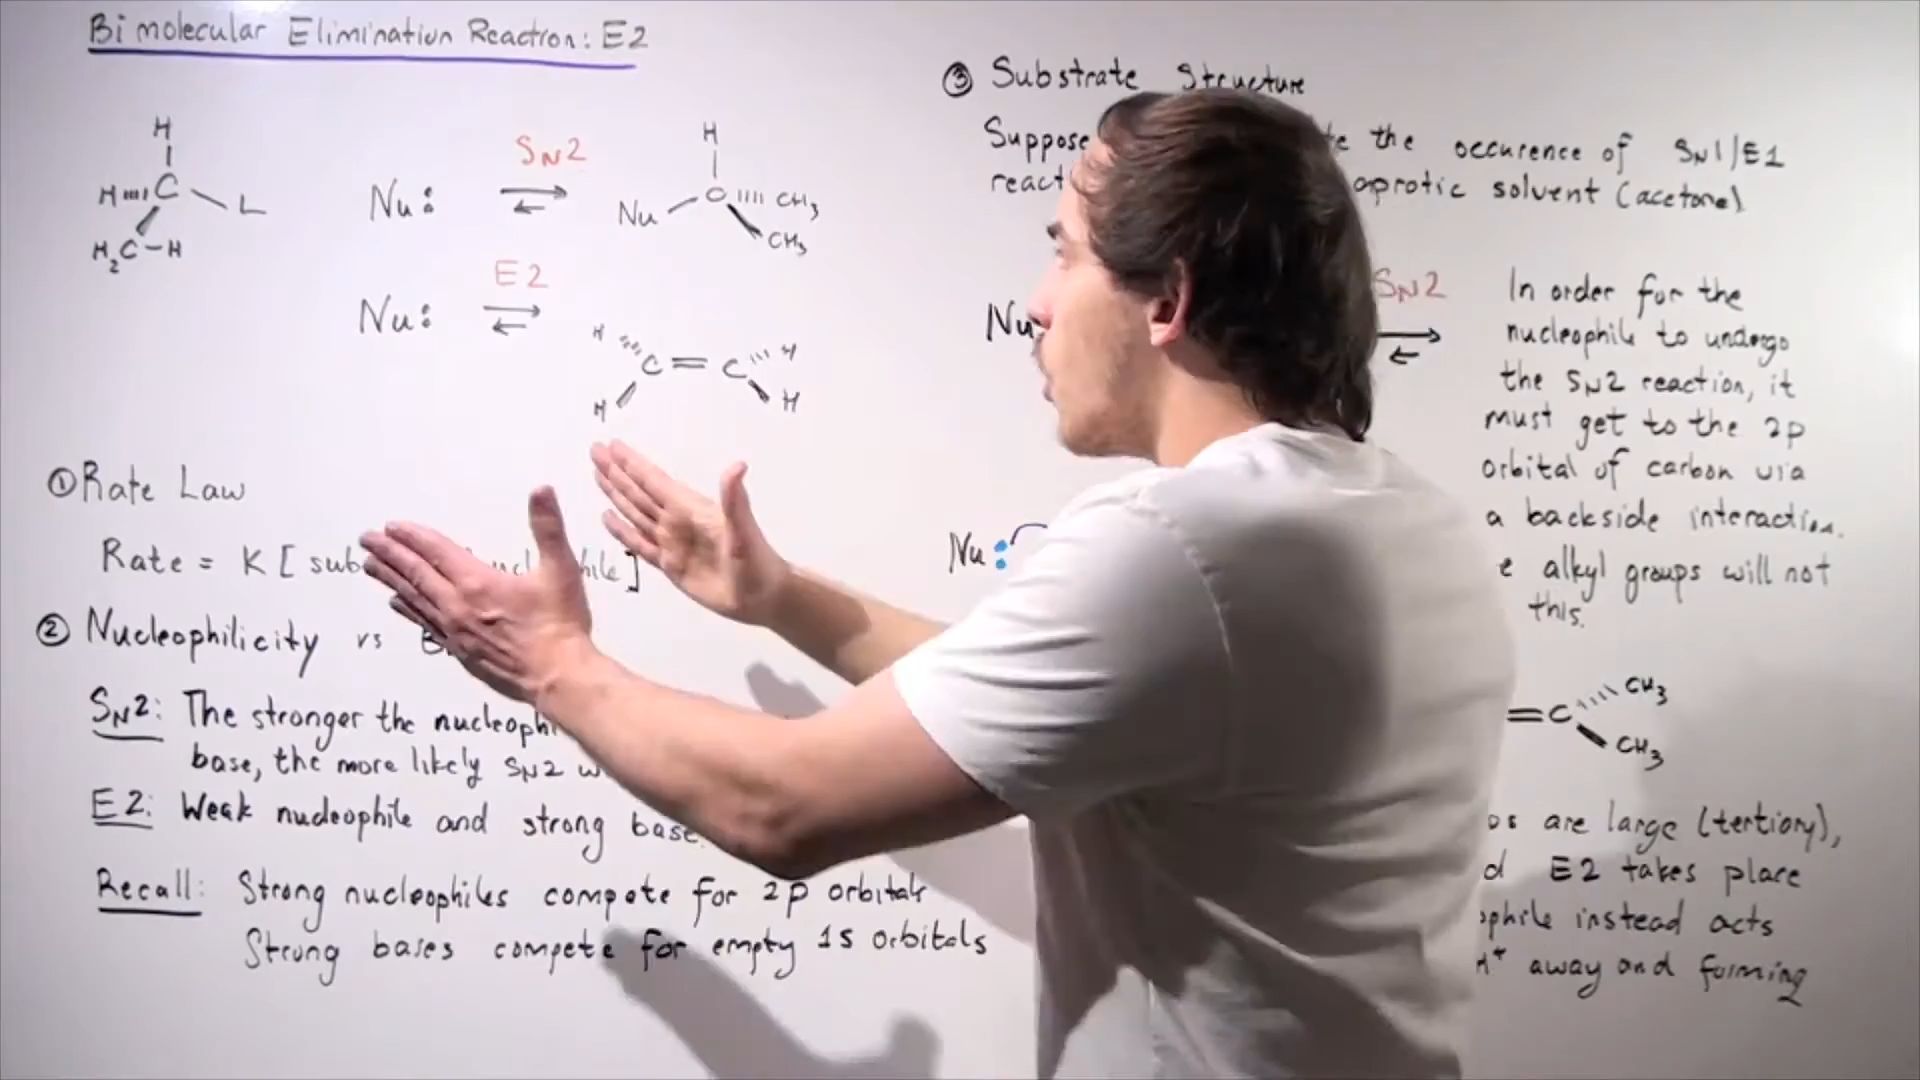 Bimolecular Elimination Reaction: E2
H
H C L
H2C-H
Nu:
SN2
H
Nu C CH3
CH3
Nu:
E2
H C=C H
H H
① Rate Law
Rate = K [
]
② Nucleophilicity vs
SN2: The stronger the
base, the more likely SN2
E2: Weak nucleophile and strong base.
Recall: Strong nucleophiles compete for 2p orbitals
Strong bases compete for empty 1s orbitals
③ Substrate Structure
Suppose the occurence of SN1/E1
aprotic solvent (acetone)
Nu
SN2
In order for the
nucleophile to undergo
the SN2 reaction, it
must get to the 2p
orbital of carbon via
a backside interaction.
alkyl groups will not
this.
Nu:
=C CH3
CH3
are large (tertiary),
E2 takes place
instead acts
H+ away and forming